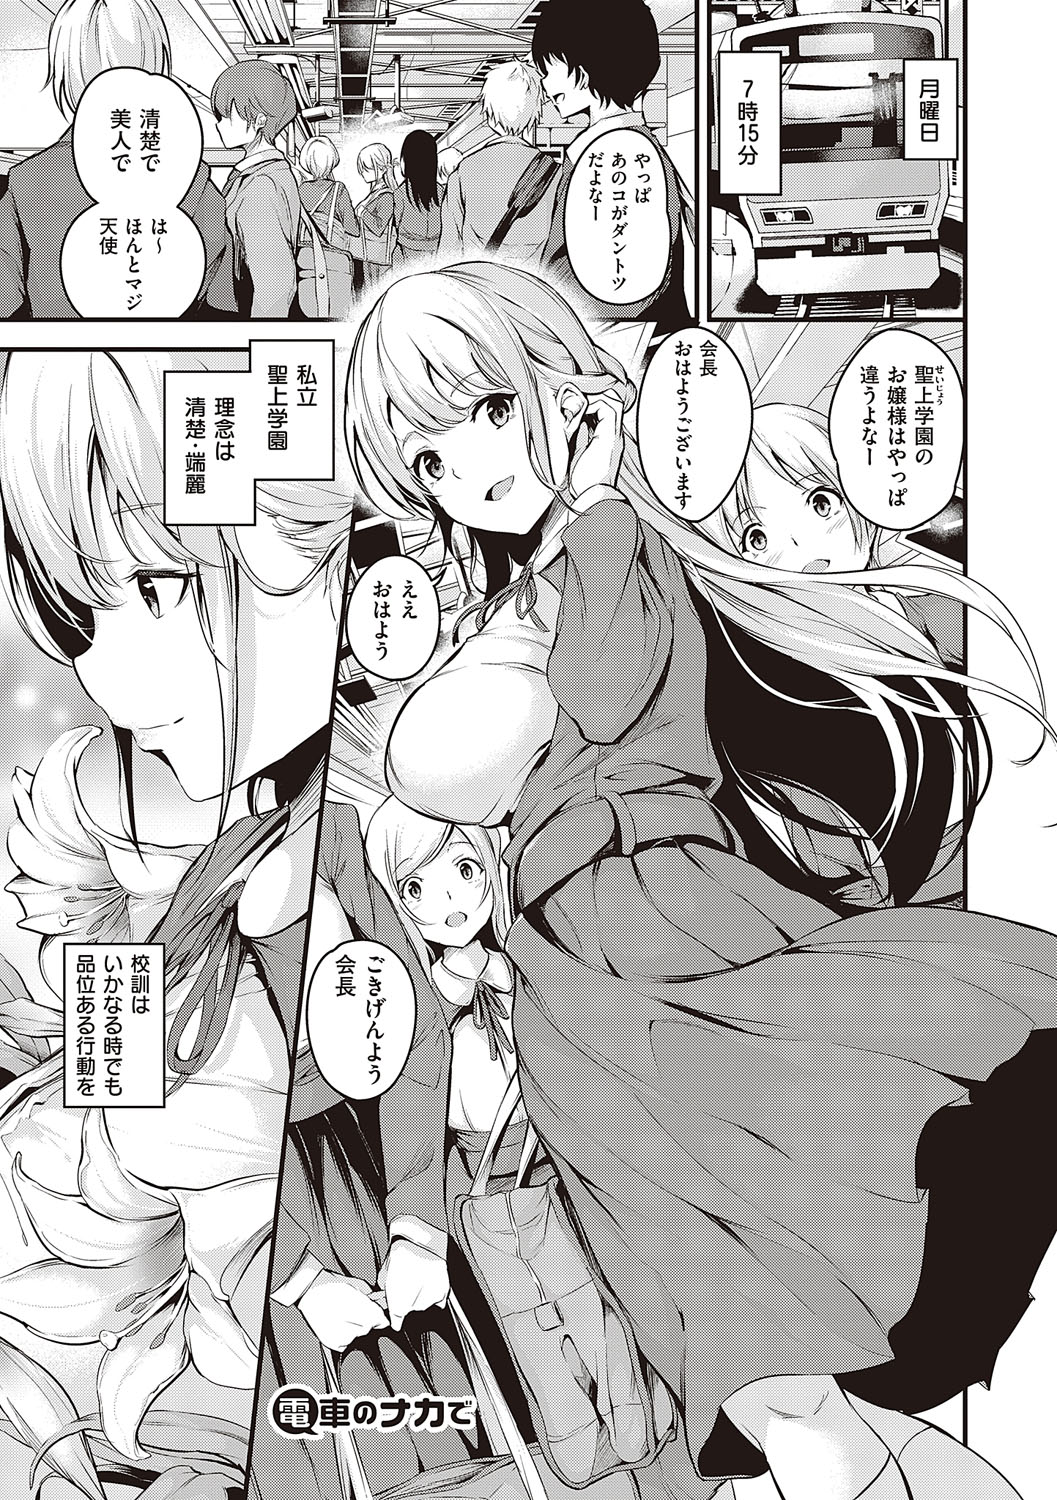 月曜日
7時15分
やっぱ
あのコがダントツ
だよなー
清楚で
美人で
は〜
ほんとマジ
天使
聖上学園の
せいじょう
お嬢様はやっぱ
違うよなー
会長
おはようございます
ええ
おはよう
私立
聖上学園
理念は
清楚・端麗
ごきげんよう
会長
校訓は
いかなる時でも
品位ある行動を
電車のナカで